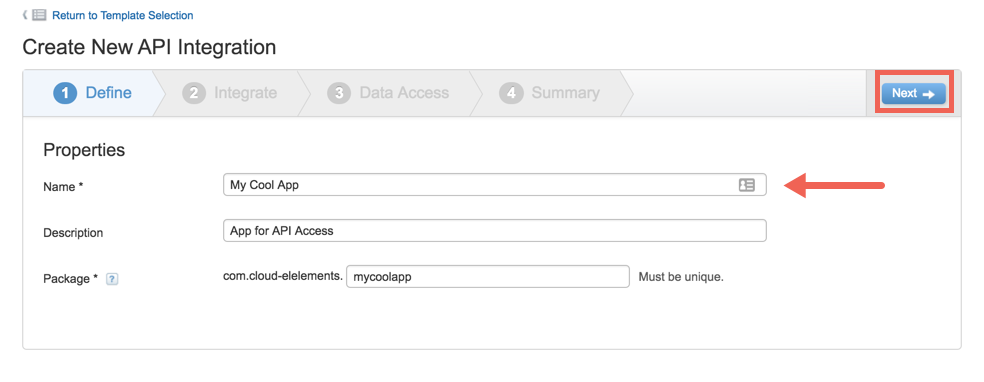 Return to Template Selection
Create New API Integration
1 Define 2 Integrate 3 Data Access 4 Summary Next
Properties
Name * My Cool App
Description App for API Access
Package * ? com.cloud-elelements. mycoolapp Must be unique.